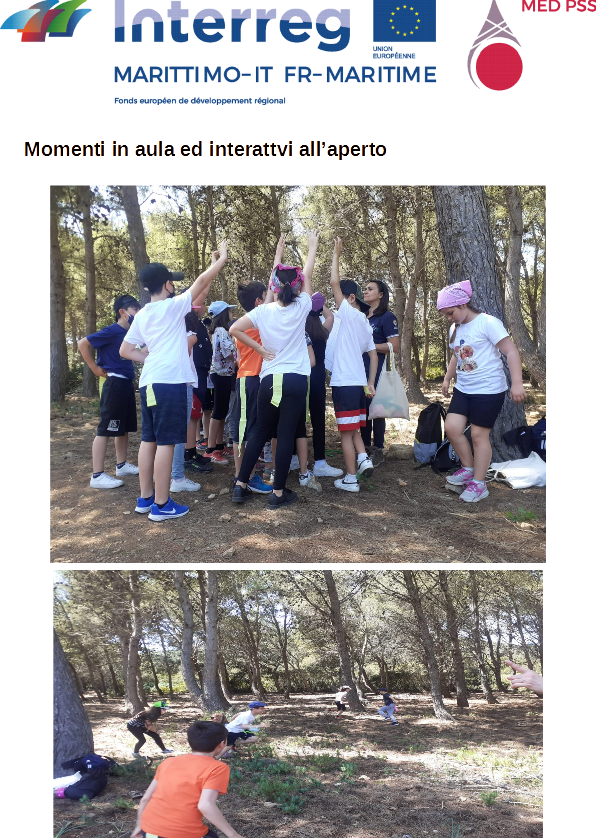 Interreg
MED PSS
UNION
EUROPÉENNE
MARITTIMO-IT FR-MARITIME
Fonds européen de développement régional
Momenti in aula ed interattvi all'aperto